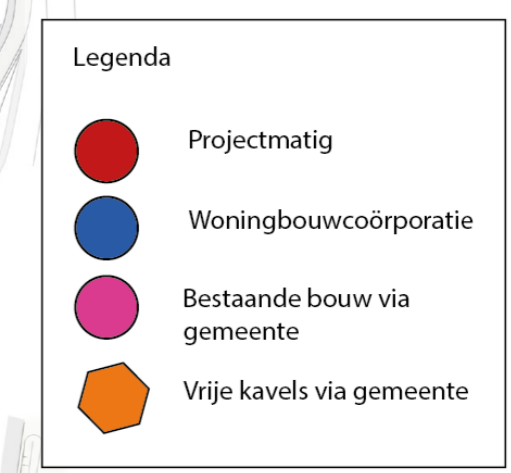 Legenda
Projectmatig
Woningbouwcoörporatie
Bestaande bouw via
gemeente
Vrije kavels via gemeente